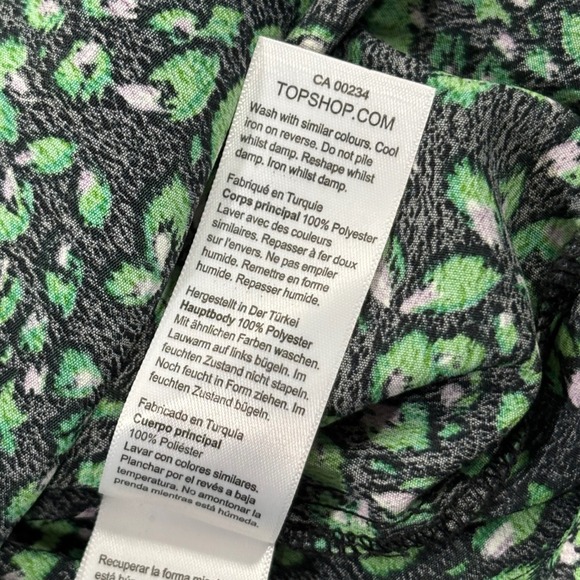 CA 00234
TOPSHOP.COM
Wash with similar colours. Cool
iron on reverse. Do not pile
whilst damp. Reshape whilst
damp. Iron whilst damp.
Fabriqué en Turquia
Corps principal 100% Polyester
Laver avec des couleurs
similaires. Repasser à fer doux
sur l'envers. Ne pas empiler
humide. Remettre en forme
humide. Repasser humide.
Hergestellt in Der Türkei
Hauptbody 100% Polyester
Mit ähnlichen Farben waschen.
Lauwarm auf links bügeln. Im
feuchten Zustand nicht stapeln.
Noch feucht in Form ziehen. Im
feuchten Zustand bügeln.
Fabricado en Turquia
Cuerpo principal
100% Poliéster
Lavar con colores similares.
Planchar por el revés a baja
temperatura. No amontonar la
prenda mientras está húmeda.
Recuperar la forma
está